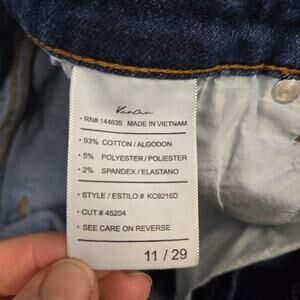 KanCan
• RN# 144635 MADE IN VIETNAM
• 93% COTTON / ALGODON
• 5% POLYESTER / POLIESTER
• 2% SPANDEX / ELASTANO
• STYLE / ESTILO # KC9216D
• CUT # 45204
• SEE CARE ON REVERSE
11 / 29